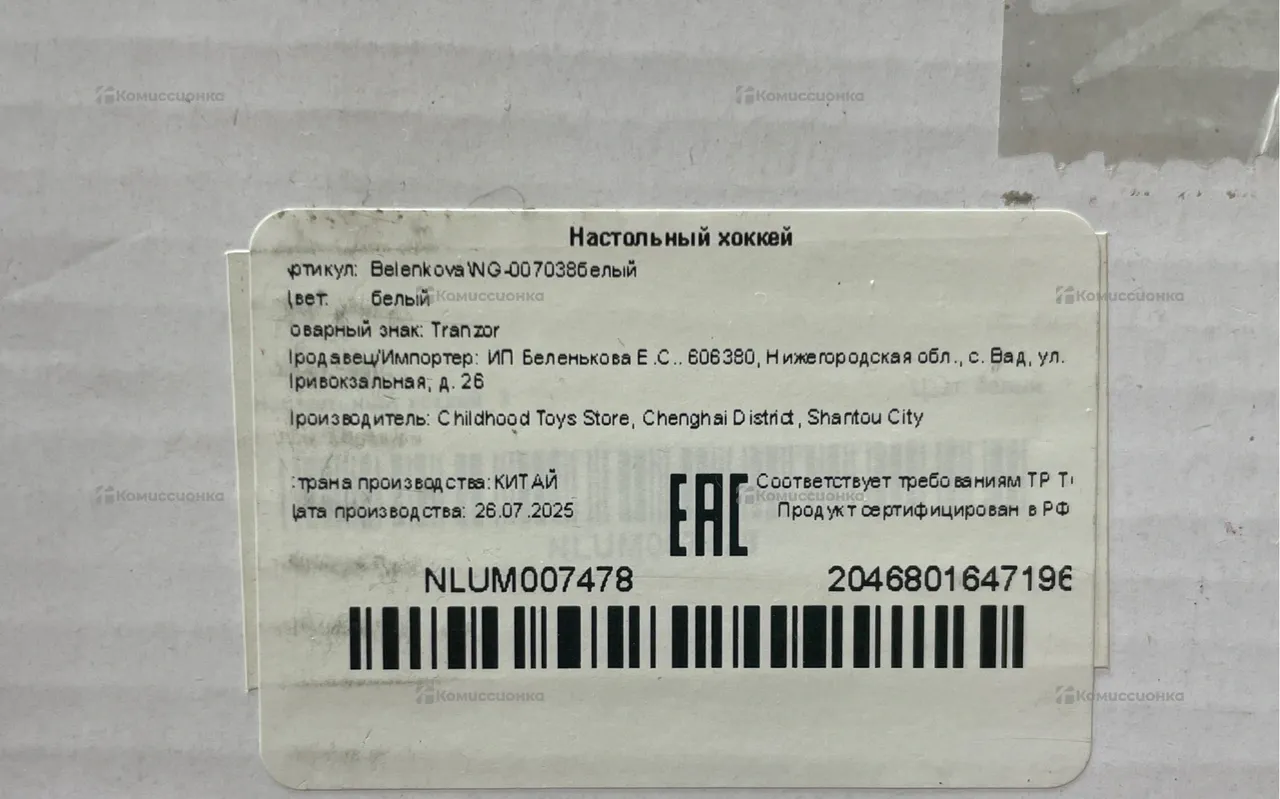 Комиссионка
Комиссионка
Настольный хоккей
ртикул: BelenkovaWG-007038белый
вет: белый
Комиссионка
Комиссионка
оварный знак: Tranzor
родавец/Импортер: ИП Беленькова Е.С.. 606380, Нижегородская обл., с. Вад, ул.
ривокзальная, д. 26
роизводитель: Childhood Toys Store, Chenghai District, Shantou City
трана производства: КИТАЙ
EAC
Соответствует требованиям ТР Т
Комиссионка
Комиссионка
ата производства: 26.07.2025
Продукт сертифицирован в РФ
NLUM007478
2046801647196
Комиссионка
Комиссионка